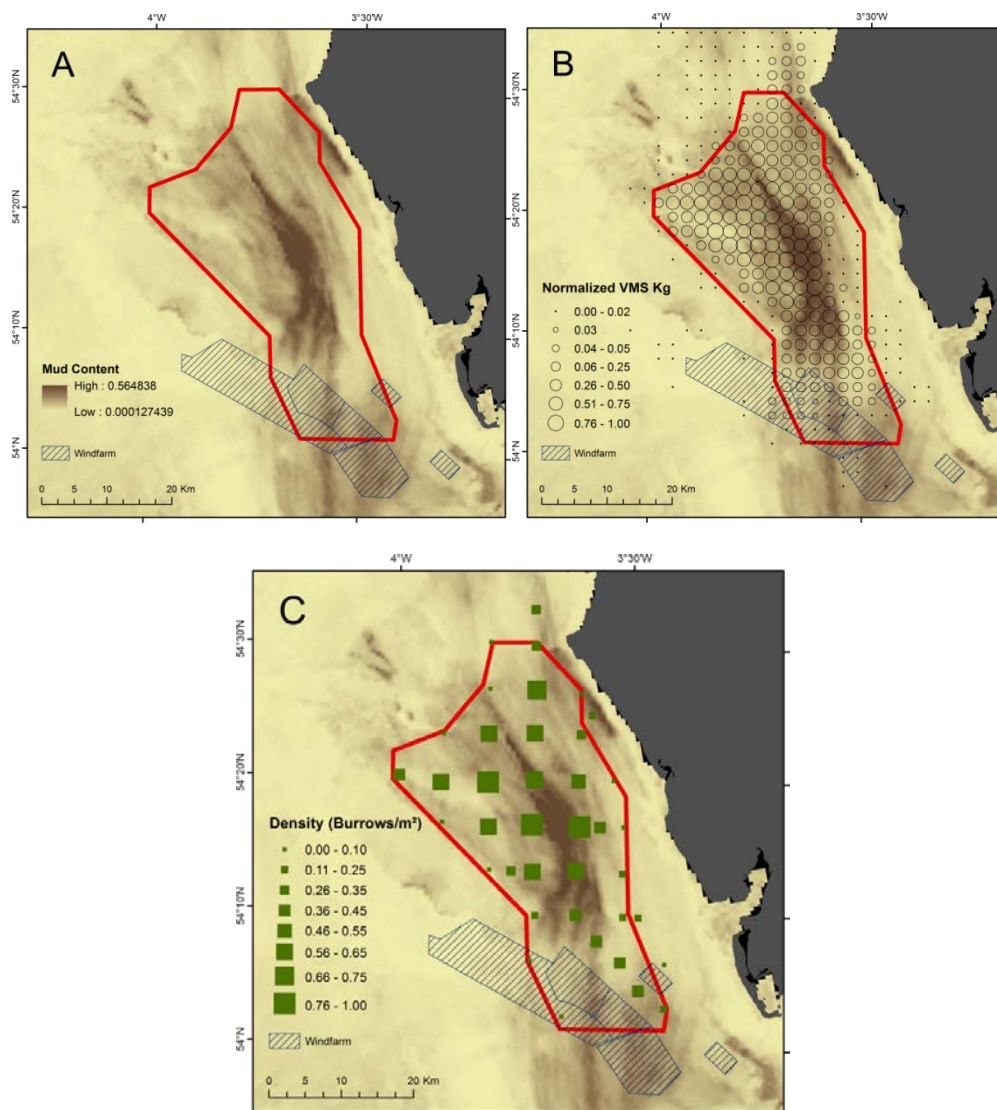 4°W 3°30'W
A
54°30'N
54°20'N
54°10'N
54°N
Mud Content
High : 0.564838
Low : 0.000127439
Windfarm
0 5 10 20 Km
4°W 3°30'W
B
54°30'N
54°20'N
54°10'N
54°N
Normalized VMS Kg
0.00 - 0.02
0.03
0.04 - 0.05
0.06 - 0.25
0.26 - 0.50
0.51 - 0.75
0.76 - 1.00
Windfarm
0 5 10 20 Km
4°W 3°30'W
C
54°30'N
54°20'N
54°10'N
54°N
Density (Burrows/m²)
0.00 - 0.10
0.11 - 0.25
0.26 - 0.35
0.36 - 0.45
0.46 - 0.55
0.56 - 0.65
0.66 - 0.75
0.76 - 1.00
Windfarm
0 5 10 20 Km